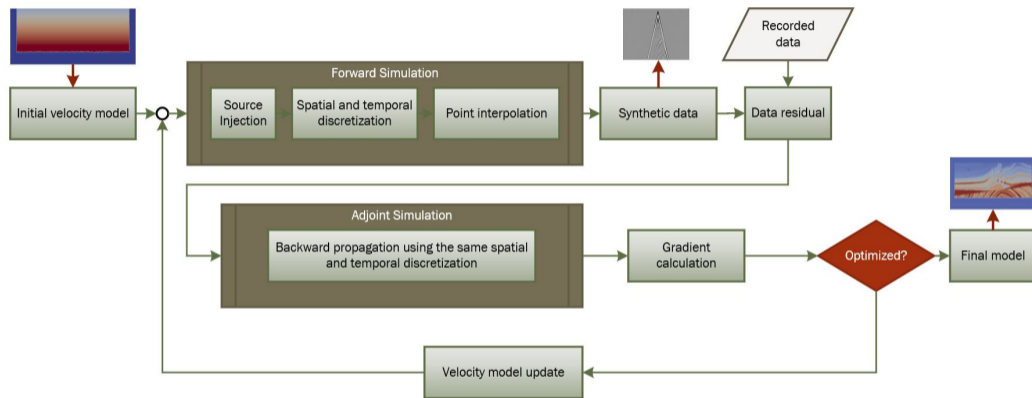 Recorded
data
Forward Simulation
Initial velocity model
Source
Injection
Spatial and temporal
discretization
Point interpolation
Synthetic data
Data residual
Adjoint Simulation
Backward propagation using the same spatial
and temporal discretization
Gradient
calculation
Optimized?
Final model
Velocity model update